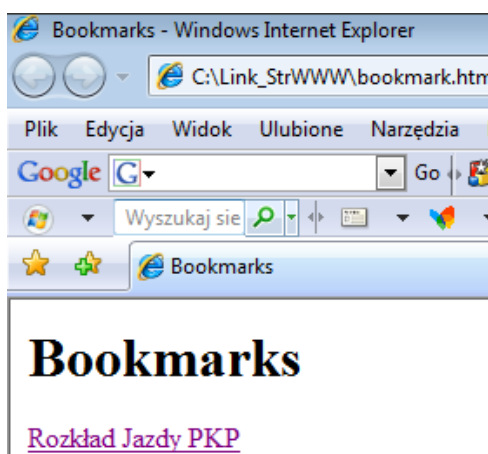 Bookmarks - Windows Internet Explorer
C:\Link_StrWWW\bookmark.htm
Plik Edycja Widok Ulubione Narzędzia
Google G Go
Wyszukaj sie
Bookmarks
Bookmarks
Rozkład Jazdy PKP